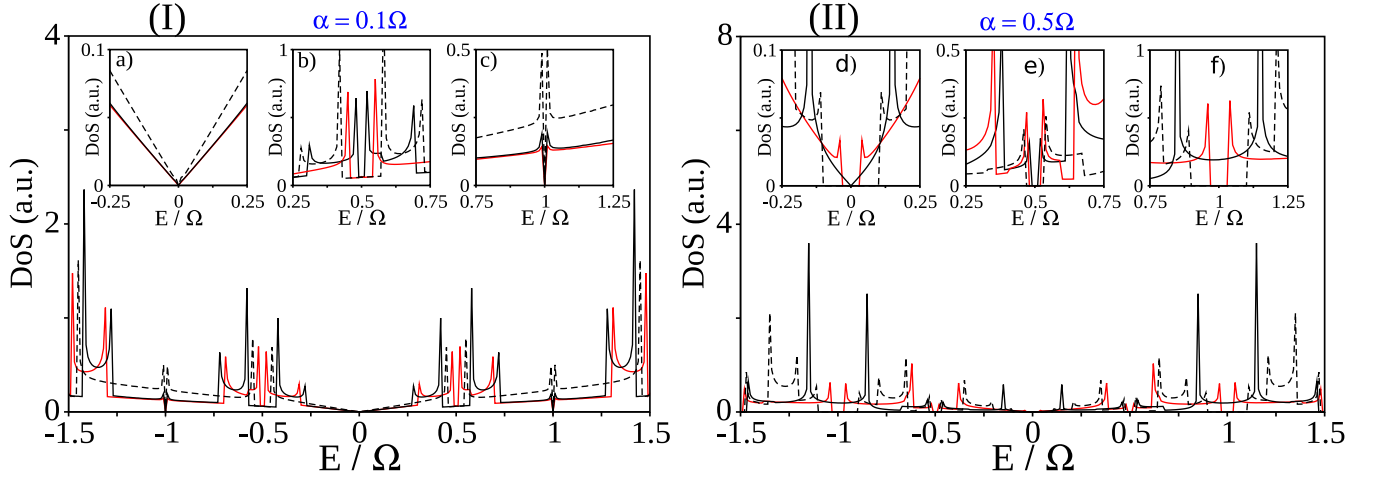 (I)
α = 0.1Ω
DoS (a.u.)
4
2
0
-1.5
-1
-0.5
0
0.5
1
1.5
E / Ω
a)
DoS (a.u.)
0.1
0
-0.25
0
0.25
E / Ω
b)
DoS (a.u.)
1
0
0.25
0.5
0.75
E / Ω
c)
DoS (a.u.)
0.5
0
0.75
1
1.25
E / Ω
(II)
α = 0.5Ω
DoS (a.u.)
8
4
0
-1.5
-1
-0.5
0
0.5
1
1.5
E / Ω
d)
DoS (a.u.)
0.1
0
-0.25
0
0.25
E / Ω
e)
DoS (a.u.)
0.5
0
0.25
0.5
0.75
E / Ω
f)
DoS (a.u.)
1
0
0.75
1
1.25
E / Ω